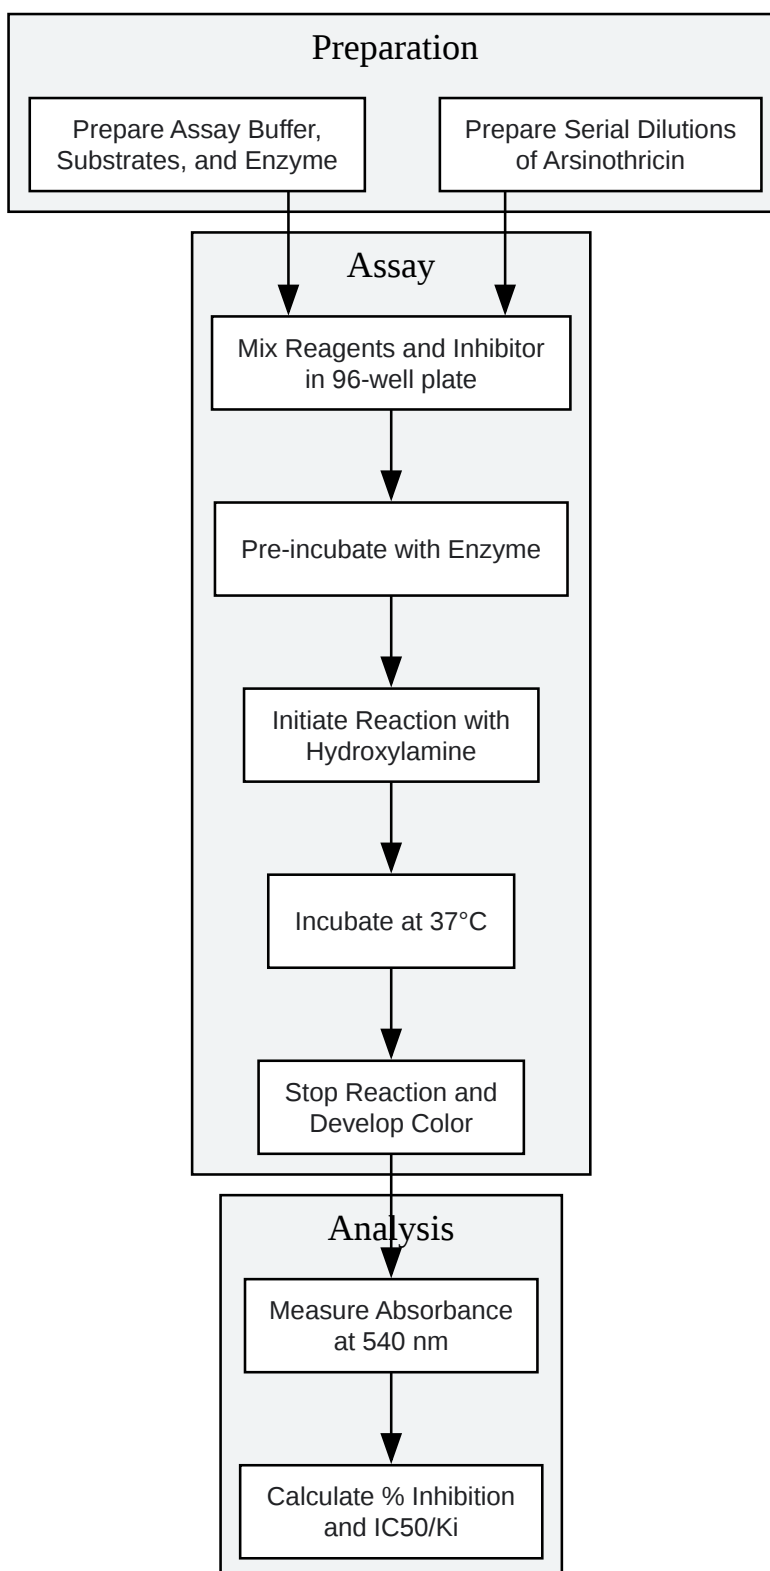 Preparation
Prepare Assay Buffer,
Substrates, and Enzyme
Prepare Serial Dilutions
of Arsinothricin
Assay
Mix Reagents and Inhibitor
in 96-well plate
Pre-incubate with Enzyme
Initiate Reaction with
Hydroxylamine
Incubate at 37°C
Stop Reaction and
Develop Color
Analysis
Measure Absorbance
at 540 nm
Calculate % Inhibition
and IC50/Ki